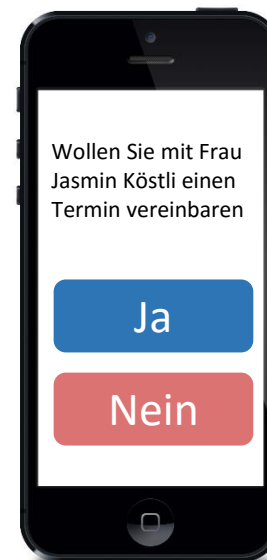 Wollen Sie mit Frau
Jasmin Köstli einen
Termin vereinbaren
Ja
Nein